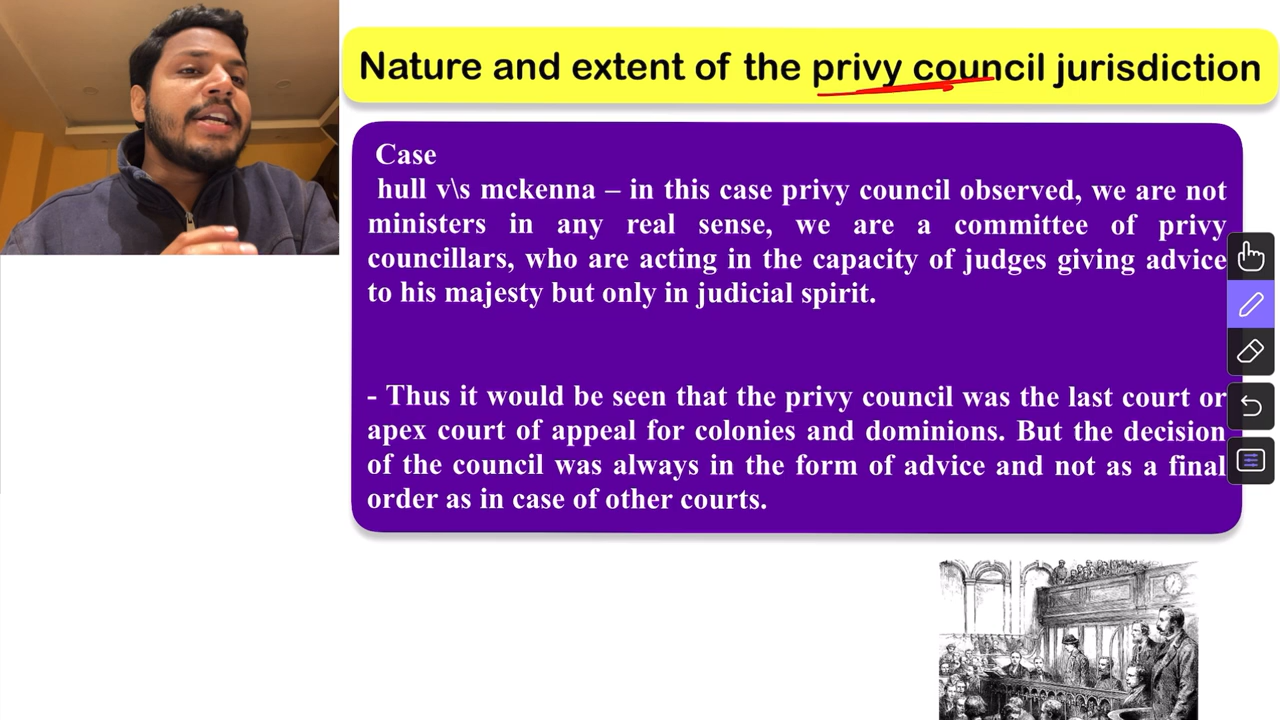 Nature and extent of the privy council jurisdiction
Case
hull v\s mckenna – in this case privy council observed, we are not
ministers in any real sense, we are a committee of privy
councillars, who are acting in the capacity of judges giving advice
to his majesty but only in judicial spirit.
- Thus it would be seen that the privy council was the last court or
apex court of appeal for colonies and dominions. But the decision
of the council was always in the form of advice and not as a final
order as in case of other courts.